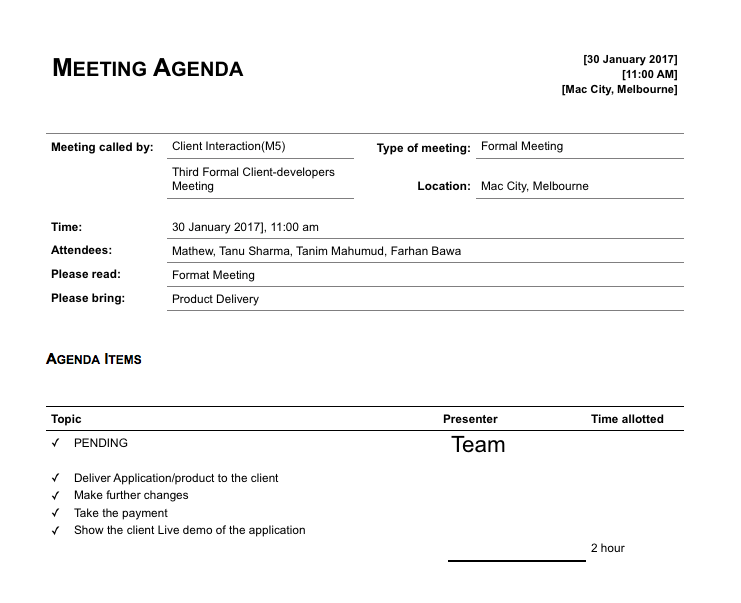 MEETING AGENDA
[30 January 2017]
[11:00 AM]
[Mac City, Melbourne]
Meeting called by: Client Interaction(M5) Type of meeting: Formal Meeting
Third Formal Client-developers
Meeting
Location: Mac City, Melbourne
Time: 30 January 2017], 11:00 am
Attendees: Mathew, Tanu Sharma, Tanim Mahumud, Farhan Bawa
Please read: Format Meeting
Please bring: Product Delivery
AGENDA ITEMS
Topic Presenter Time allotted
✓ PENDING Team
✓ Deliver Application/product to the client
✓ Make further changes
✓ Take the payment
✓ Show the client Live demo of the application
2 hour